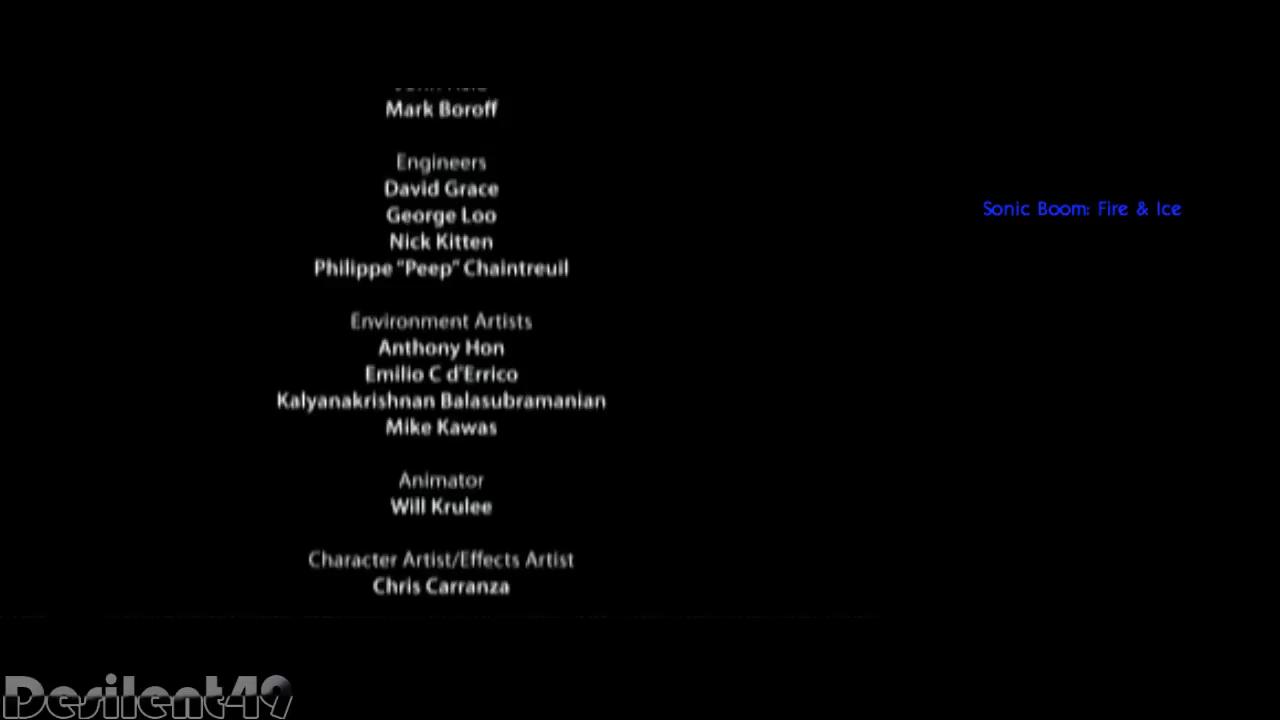 Mark Boroff
Engineers
David Grace
George Loo
Nick Kitten
Philippe “Peep” Chaintreuil
Environment Artists
Anthony Hon
Emilio C d'Errico
Kalyanakrishnan Balasubramanian
Mike Kawas
Animator
Will Krulee
Character Artist/Effects Artist
Chris Carranza
Sonic Boom: Fire & Ice
Desilent49